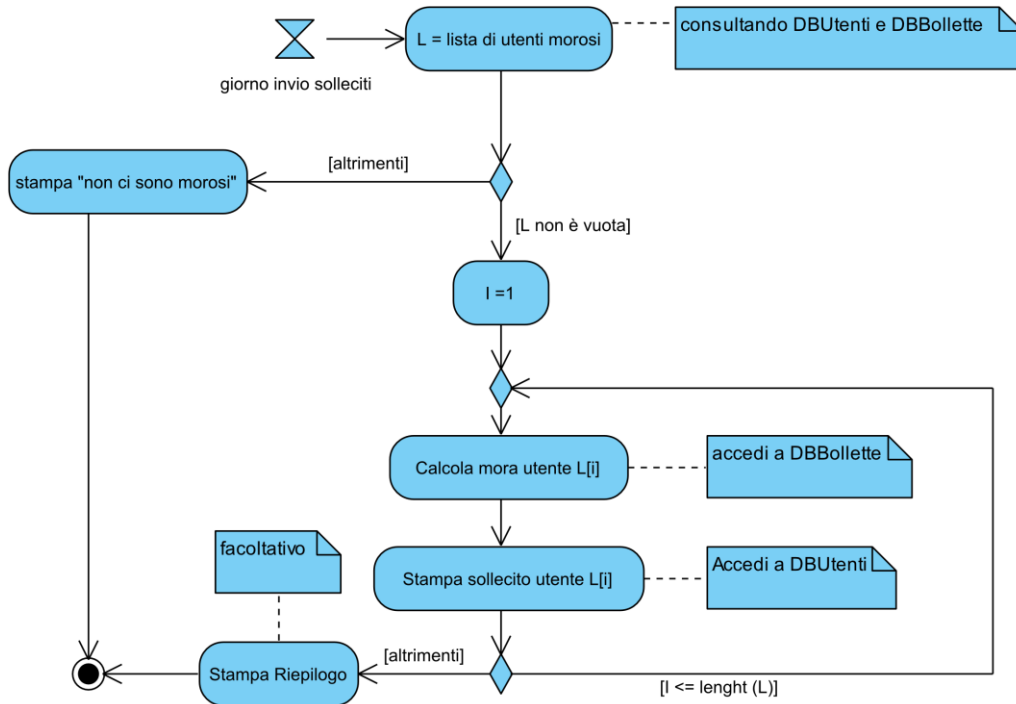 L = lista di utenti morosi
consultando DBUtenti e DBBollette
giorno invio solleciti
[altrimenti]
stampa "non ci sono morosi"
[L non è vuota]
I =1
Calcola mora utente L[i]
accedi a DBBollette
facoltativo
Stampa sollecito utente L[i]
Accedi a DBUtenti
[altrimenti]
Stampa Riepilogo
[I <= lenght (L)]